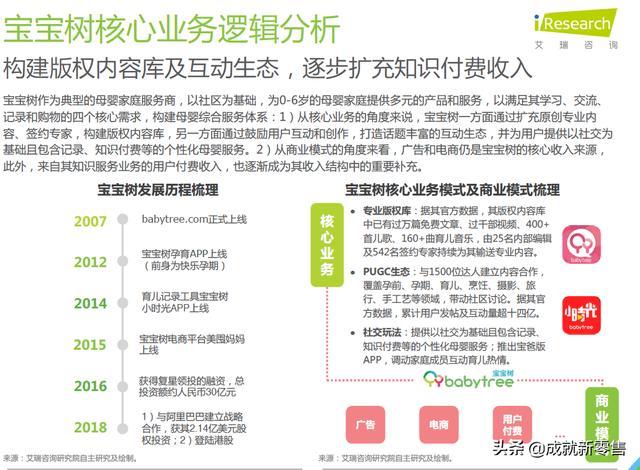 宝宝树核心业务逻辑分析
iResearch
艾瑞咨询
构建版权内容库及互动生态，逐步扩充知识付费收入
宝宝树作为典型的母婴家庭服务商，以社区为基础，为0-6岁的母婴家庭提供多元的产品和服务，以满足其学习、交流、
记录和购物的四个核心需求，构建母婴综合服务体系：1）从核心业务的角度来说，宝宝树一方面通过扩充原创专业内
容、签约专家，构建版权内容库，另一方面通过鼓励用户互动和创作，打造话题丰富的互动生态，并为用户提供以社交为
基础且包含记录、知识付费等的个性化母婴服务。2）从商业模式的角度来看，广告和电商仍是宝宝树的核心收入来源，
此外，来自其知识服务业务的用户付费收入，也逐渐成为其收入结构中的重要补充。
宝宝树发展历程梳理
2007
babytree.com正式上线
2012
宝宝树孕育APP上线
（前身为快乐孕期）
2014
育儿记录工具宝宝树
小时光APP上线
2015
宝宝树电商平台美囤妈妈
上线
2016
获得复星领投的融资，总
投资额约人民币30亿元
2018
1）与阿里巴巴建立战略
合作，获其2.14亿美元股
权投资；2）登陆港股
来源：艾瑞咨询研究院自主研究及绘制。
宝宝树核心业务模式及商业模式梳理
核心业务
• 专业版权库：据其官方数据，其版权内容库
中已有过万篇免费文章、过千部视频、400+
首儿歌、160+曲育儿音乐，由25名内部编辑
及542名签约专家持续为其输送专业内容。
• PUGC生态：与1500位达人建立内容合作，
覆盖孕前、孕期、育儿、烹饪、摄影、旅
行、手工艺等领域，带动社区讨论。据其官
方数据，累计用户发帖及互动量超十四亿。
• 社交玩法：提供以社交为基础且包含记录、
知识付费等的个性化母婴服务；推出宝爸版
APP，调动家庭成员互动育儿热情。
babytree
小时光
babytree
宝宝树
babytree
广告
电商
用户
付费
...
商业模
来源：艾瑞咨询研究院自主研究及绘制。
头条 @成就新零售